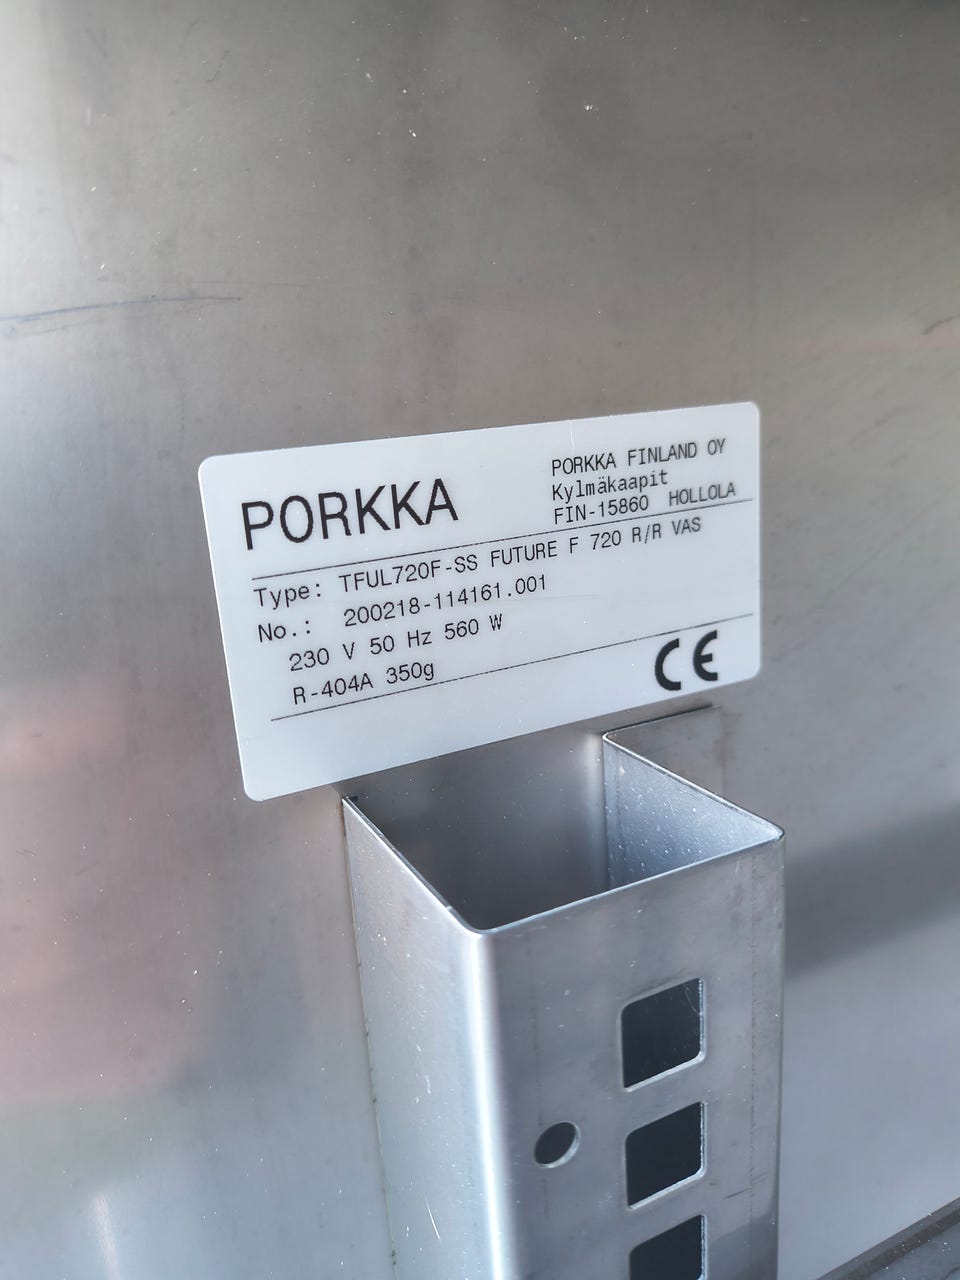 PORKKA
PORKKA FINLAND OY
Kylmäkaapit
FIN-15860 HOLLOLA
Type: TFUL720F-SS FUTURE F 720 R/R VAS
No.: 200218-114161.001
230 V 50 Hz 560 W
R-404A 350g
CE